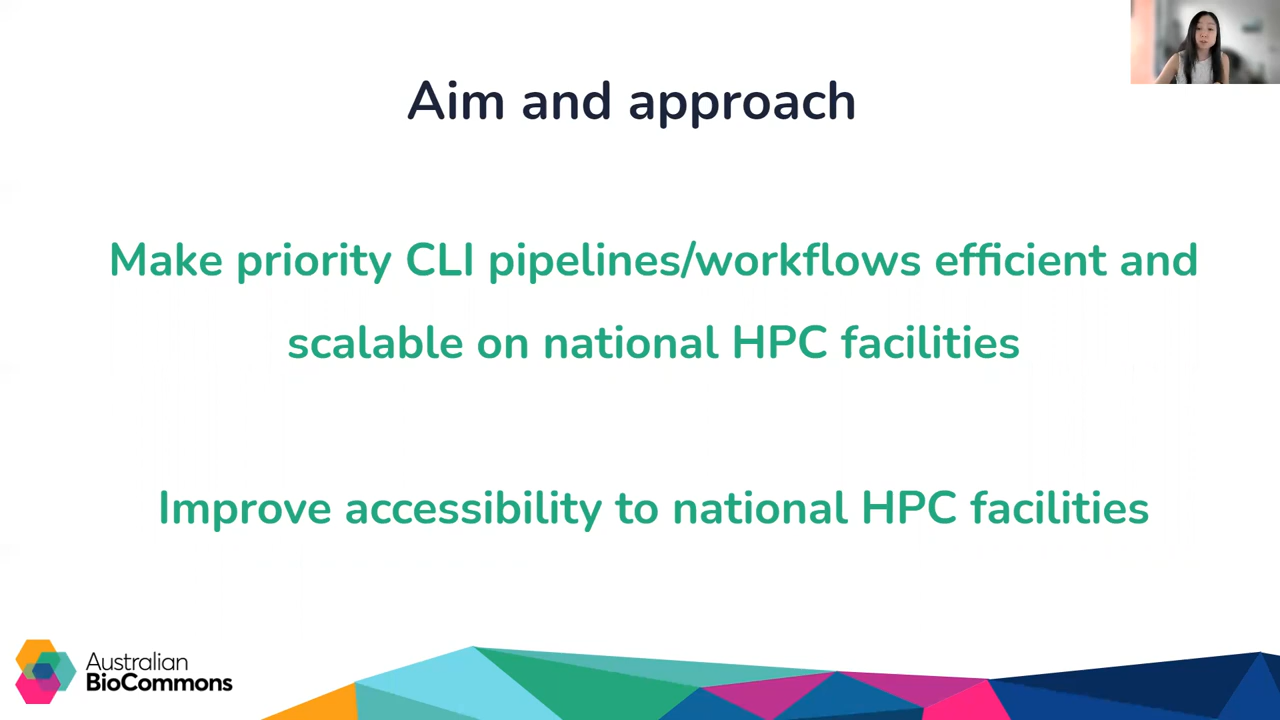 Aim and approach
Make priority CLI pipelines/workflows efficient and
scalable on national HPC facilities
Improve accessibility to national HPC facilities
Australian
BioCommons